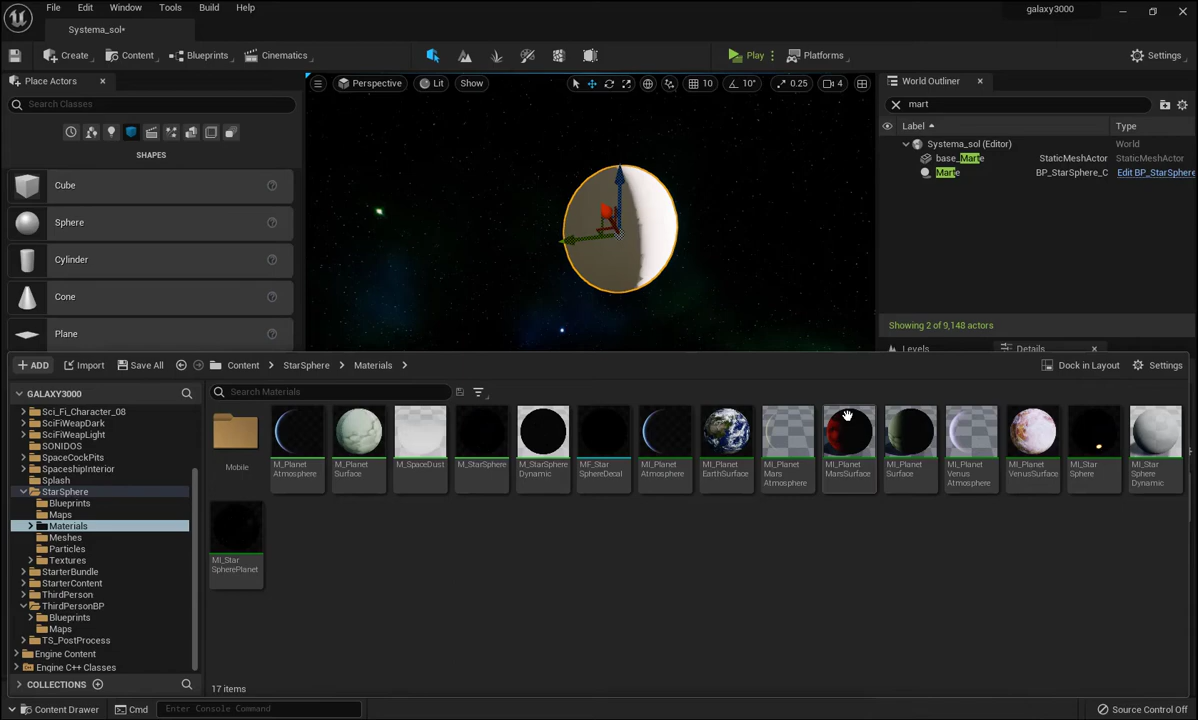 File Edit Window Tools Build Help
galaxy3000
Systema_sol*
Create Content Blueprints Cinematics Play Platforms Settings
Place Actors
Perspective Lit Show 10 10° 0.25 4
World Outliner
Search Classes
mart
Label Type
SHAPES
Systema_sol (Editor) World
base_Marte StaticMeshActor StaticMeshActor
Marte BP_StarSphere_C Edit BP_StarSphere
Cube
Sphere
Cylinder
Cone
Plane
Showing 2 of 9,148 actors
Levels Details
ADD Import Save All Content StarSphere Materials Dock in Layout Settings
GALAXY3000
Search Materials
Sci_Fi_Character_08
SciFiWeapDark
SciFiWeapLight
SONIDOS
SpaceCockPits
SpaceshipInterior
Splash
StarSphere
Blueprints
Maps
Materials
Meshes
Particles
Textures
StarterBundle
StarterContent
ThirdPerson
ThirdPersonBP
Blueprints
Maps
TS_PostProcess
Engine Content
Engine C++ Classes
COLLECTIONS
Mobile
M_Planet
Atmosphere
M_Planet
Surface
M_SpaceDust
M_StarSphere
M_StarSphere
Dynamic
MF_Star
SpereDecal
MI_Planet
Atmosphere
MI_Planet
EarthSurface
MI_Planet
Mars
Atmosphere
MI_Planet
MarsSurface
MI_Planet
Surface
MI_Planet
Venus
Atmosphere
MI_Planet
VenusSurface
MI_Star
Sphere
MI_Star
Sphere
Dynamic
MI_Star
SpherePlanet
17 items
Content Drawer Cmd Enter Console Command Source Control Off